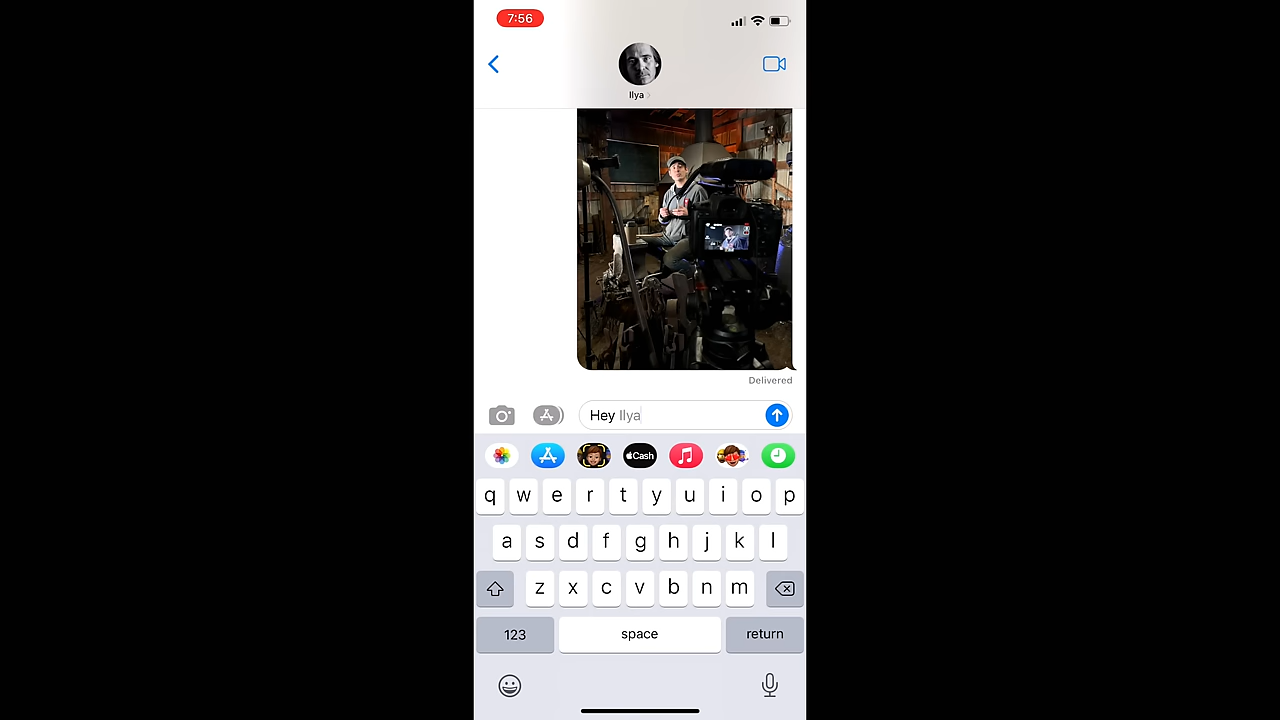 7:56
Ilya
Delivered
Hey Ilya
Cash
q w e r t y u i o p
a s d f g h j k l
z x c v b n m
123 space return